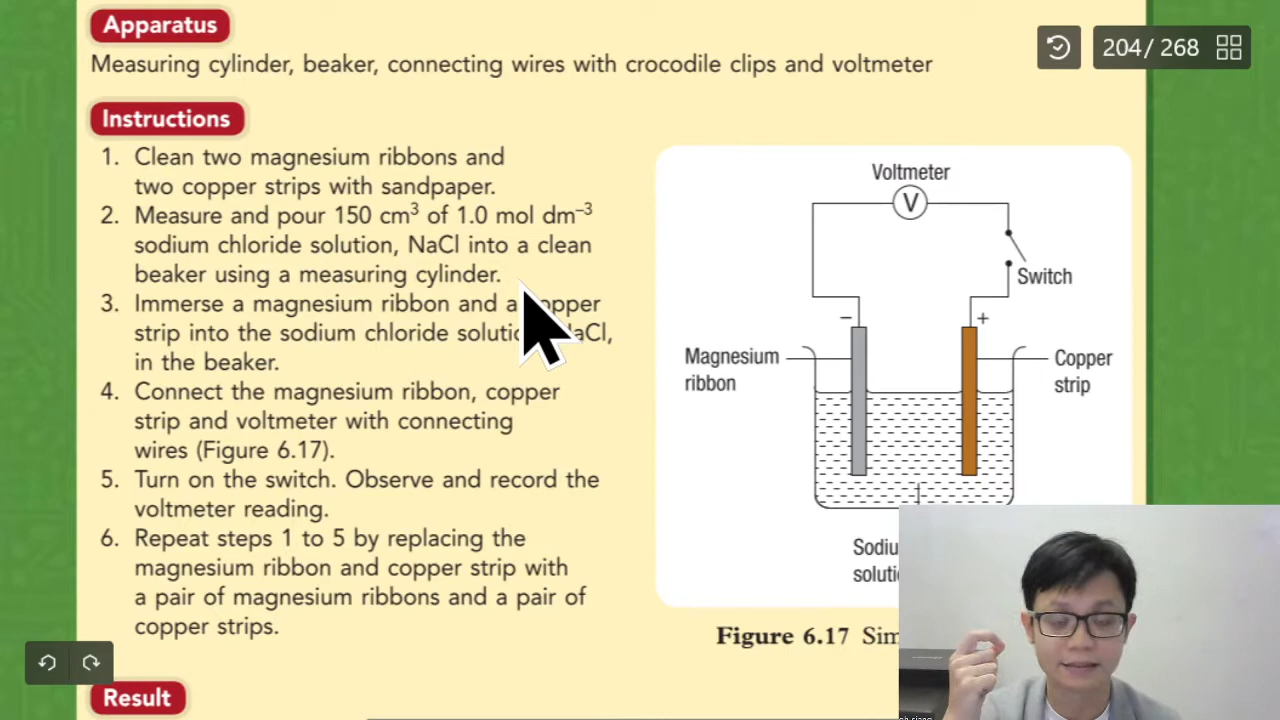 Apparatus
Measuring cylinder, beaker, connecting wires with crocodile clips and voltmeter
204/ 268
Instructions
1. Clean two magnesium ribbons and
two copper strips with sandpaper.
2. Measure and pour 150 cm³ of 1.0 mol dm⁻³
sodium chloride solution, NaCl into a clean
beaker using a measuring cylinder.
3. Immerse a magnesium ribbon and a
strip into the sodium chloride
in the beaker.
4. Connect the magnesium ribbon, copper
strip and voltmeter with connecting
wires (Figure 6.17).
5. Turn on the switch. Observe and record the
voltmeter reading.
6. Repeat steps 1 to 5 by replacing the
magnesium ribbon and copper strip with
a pair of magnesium ribbons and a pair of
copper strips.
Voltmeter
V
Switch
− +
Magnesium
ribbon
Copper
strip
Figure 6.17
Result